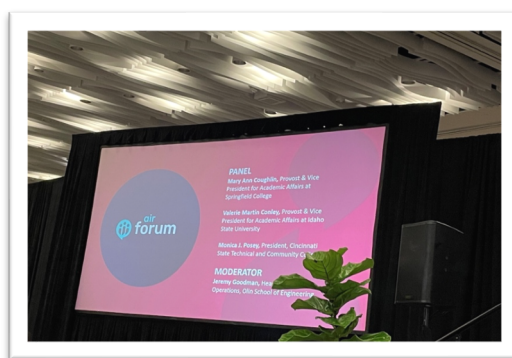 air
forum
PANEL
Mary Ann Coughlin, Provost & Vice
President for Academic Affairs at
Springfield College
Valerie Martin Conley, Provost & Vice
President for Academic Affairs at Idaho
State University
Monica J. Posey, President, Cincinnati
State Technical and Community
MODERATOR
Jeremy Goodman,
Operations, Olin School of Engineering